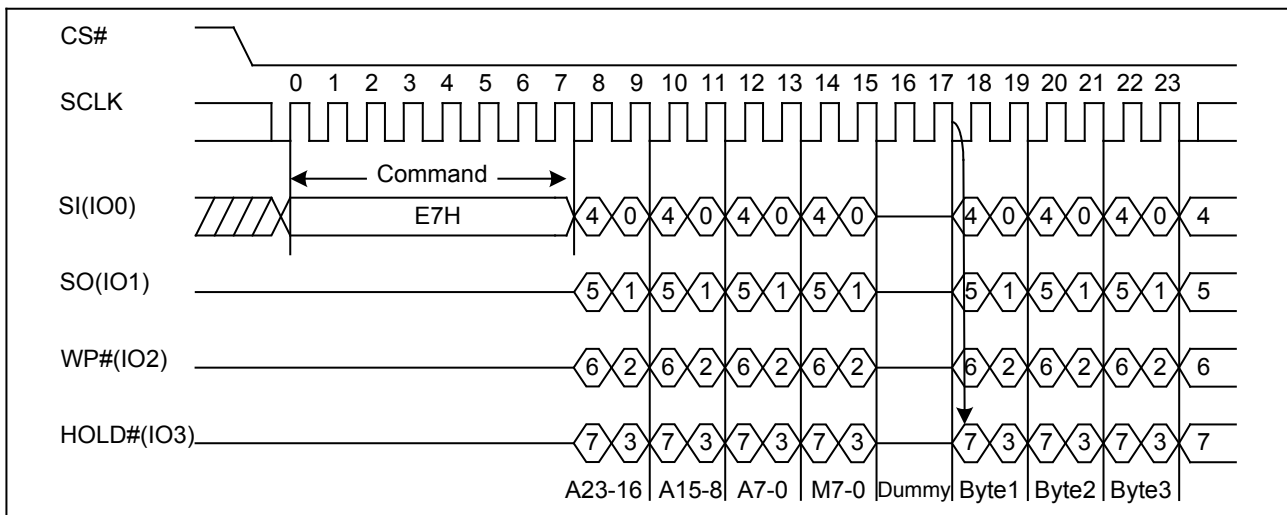 CS#
0 1 2 3 4 5 6 7 8 9 10 11 12 13 14 15 16 17 18 19 20 21 22 23
SCLK
Command
SI(IO0) E7H 4 0 4 0 4 0 4 0 4 0 4 0 4 0 4
SO(IO1) 5 1 5 1 5 1 5 1 5 1 5 1 5 1 5
WP#(IO2) 6 2 6 2 6 2 6 2 6 2 6 2 6 2 6
HOLD#(IO3) 7 3 7 3 7 3 7 3 7 3 7 3 7 3 7
A23-16 A15-8 A7-0 M7-0 Dummy Byte1 Byte2 Byte3